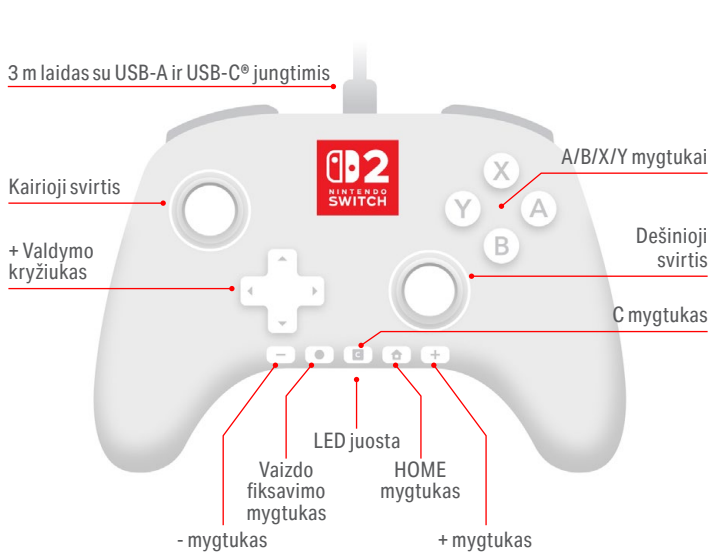 3 m laidas su USB-A ir USB-C® jungtimis
2
NINTENDO
SWITCH
A/B/X/Y mygtukai
X
Y
A
B
Kairioji svirtis
Dešinioji
svirtis
+ Valdymo
kryžiukas
C mygtukas
C
LED juosta
Vaizdo
fiksavimo
mygtukas
HOME
mygtukas
- mygtukas
+ mygtukas